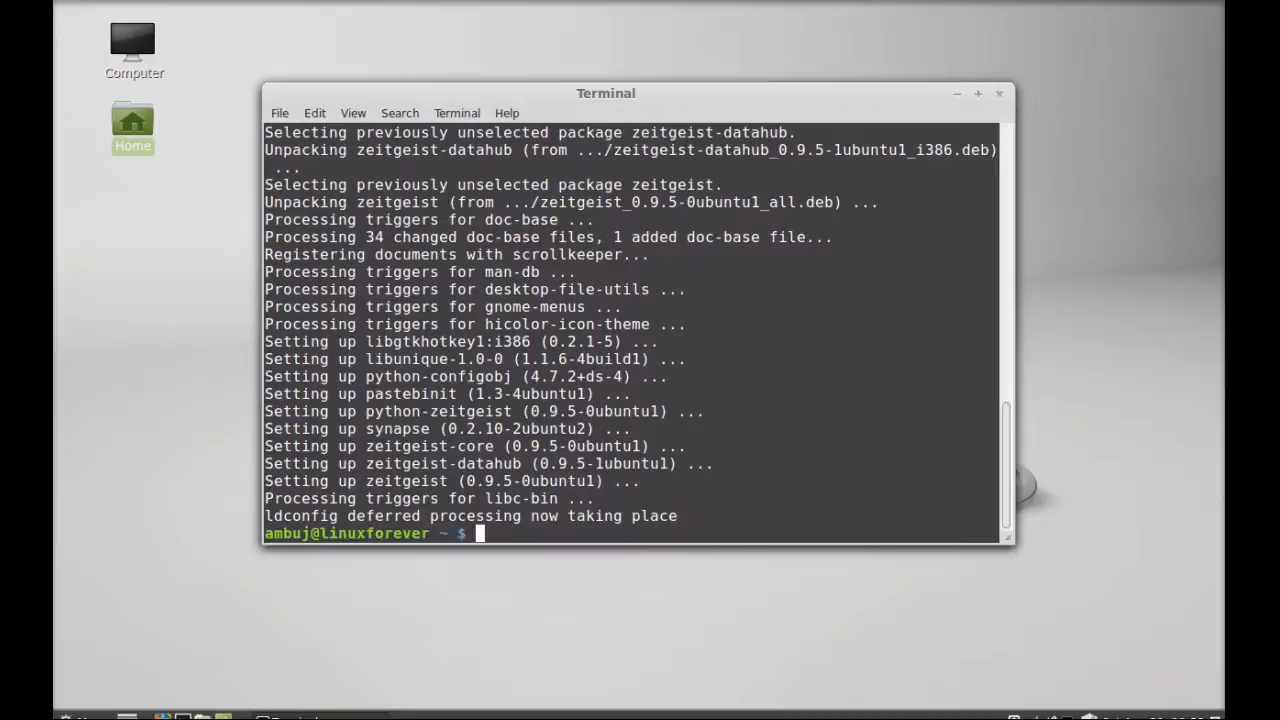 Computer
Home
Terminal
File Edit View Search Terminal Help
Selecting previously unselected package zeitgeist-datahub.
Unpacking zeitgeist-datahub (from .../zeitgeist-datahub_0.9.5-1ubuntu1_i386.deb)
...
Selecting previously unselected package zeitgeist.
Unpacking zeitgeist (from .../zeitgeist_0.9.5-0ubuntu1_all.deb) ...
Processing triggers for doc-base ...
Processing 34 changed doc-base files, 1 added doc-base file...
Registering documents with scrollkeeper...
Processing triggers for man-db ...
Processing triggers for desktop-file-utils ...
Processing triggers for gnome-menus ...
Processing triggers for hicolor-icon-theme ...
Setting up libgtkhotkey1:i386 (0.2.1-5) ...
Setting up libunique-1.0-0 (1.1.6-4build1) ...
Setting up python-configobj (4.7.2+ds-4) ...
Setting up pastebinit (1.3-4ubuntu1) ...
Setting up python-zeitgeist (0.9.5-0ubuntu1) ...
Setting up synapse (0.2.10-2ubuntu2) ...
Setting up zeitgeist-core (0.9.5-0ubuntu1) ...
Setting up zeitgeist-datahub (0.9.5-1ubuntu1) ...
Setting up zeitgeist (0.9.5-0ubuntu1) ...
Processing triggers for libc-bin ...
ldconfig deferred processing now taking place
ambuj@linuxforever ~ $